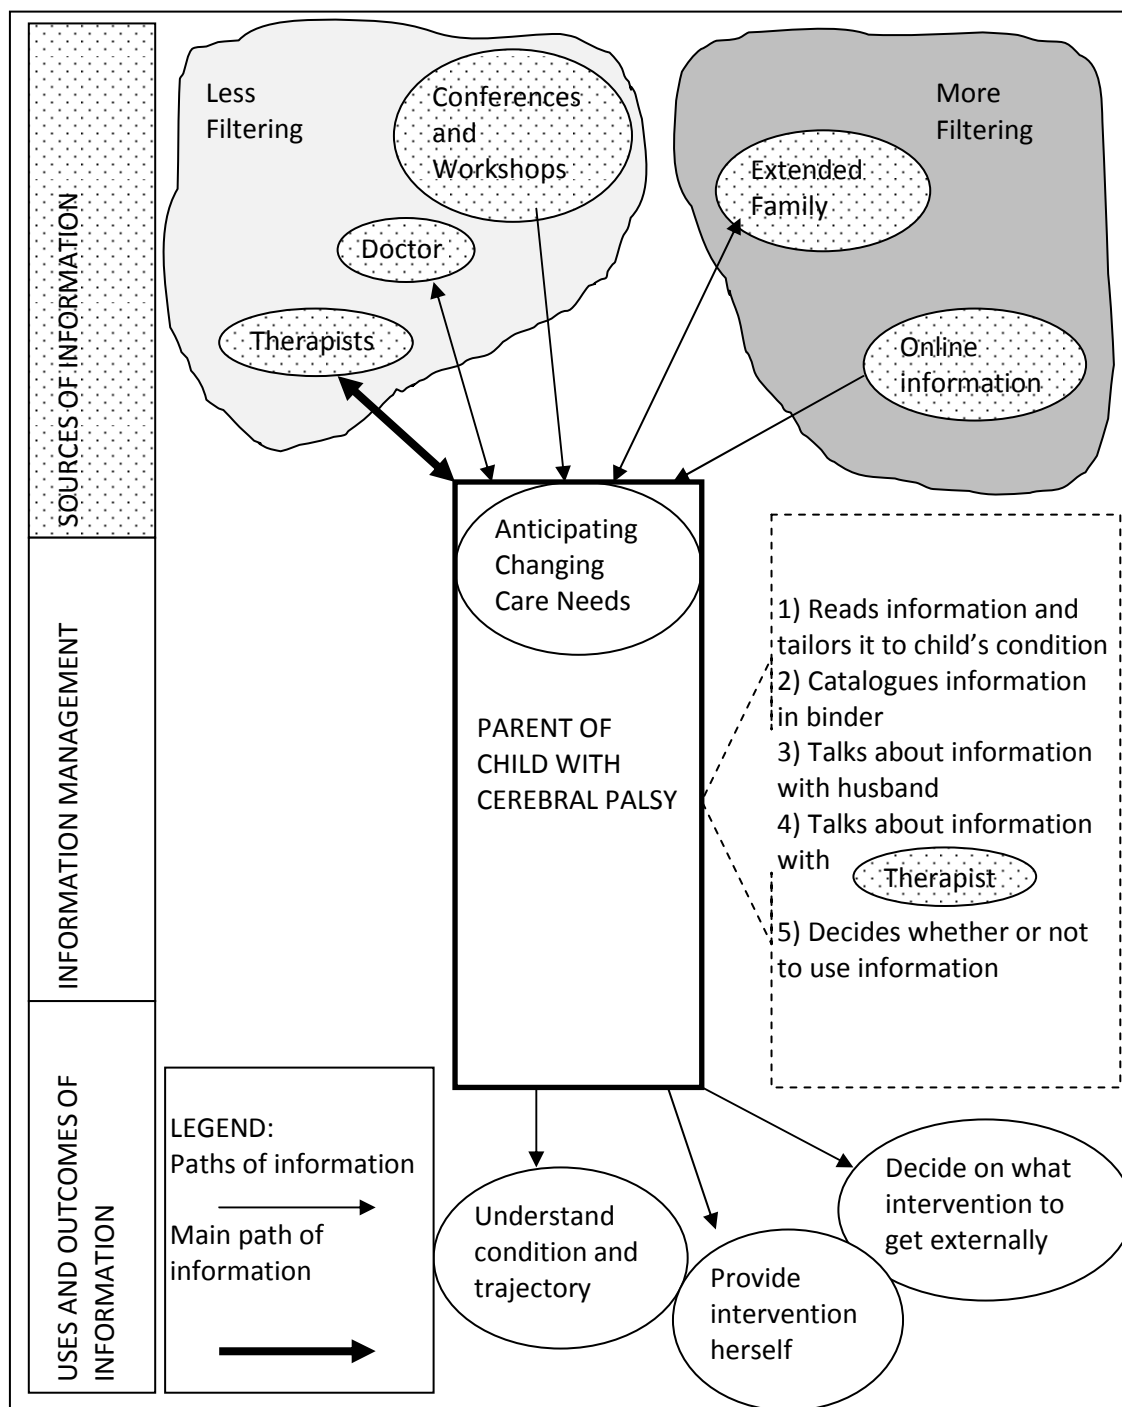 SOURCES OF INFORMATION
Less
Filtering
Conferences
and
Workshops
Doctor
Therapists
More
Filtering
Extended
Family
Online
information
INFORMATION MANAGEMENT
Anticipating
Changing
Care Needs
PARENT OF
CHILD WITH
CEREBRAL PALSY
1) Reads information and
tailors it to child’s condition
2) Catalogues information
in binder
3) Talks about information
with husband
4) Talks about information
with
Therapist
5) Decides whether or not
to use information
USES AND OUTCOMES OF
INFORMATION
LEGEND:
Paths of information
Main path of
information
Understand
condition and
trajectory
Provide
intervention
herself
Decide on what
intervention to
get externally